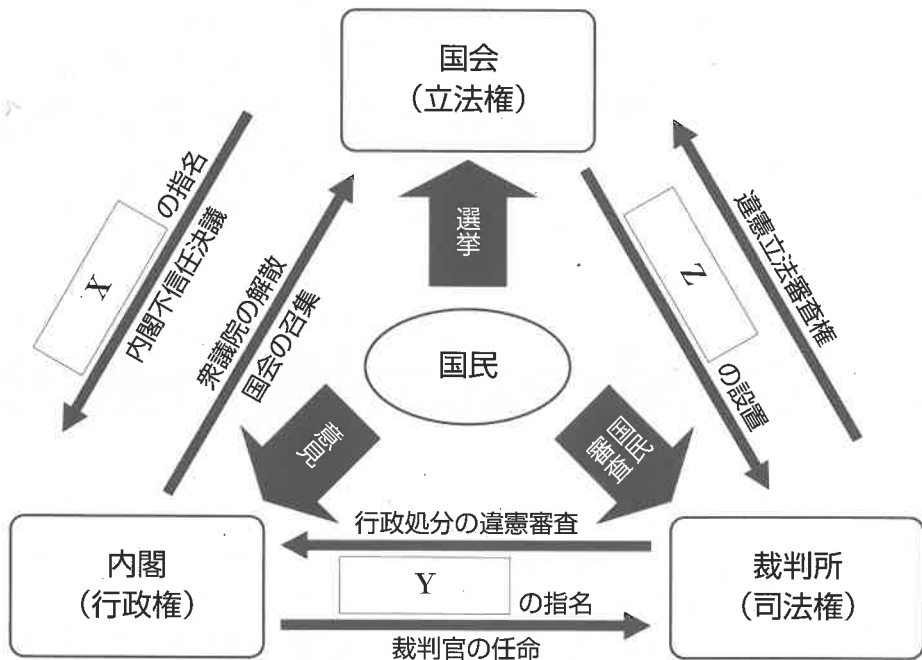 国会
（立法権）
Xの指名
内閣不信任決議
衆議院の解散
国会の召集
選挙
Zの設置
違憲立法審査権
国民
意見
国民
審査
行政処分の違憲審査
Yの指名
裁判官の任命
内閣
（行政権）
裁判所
（司法権）